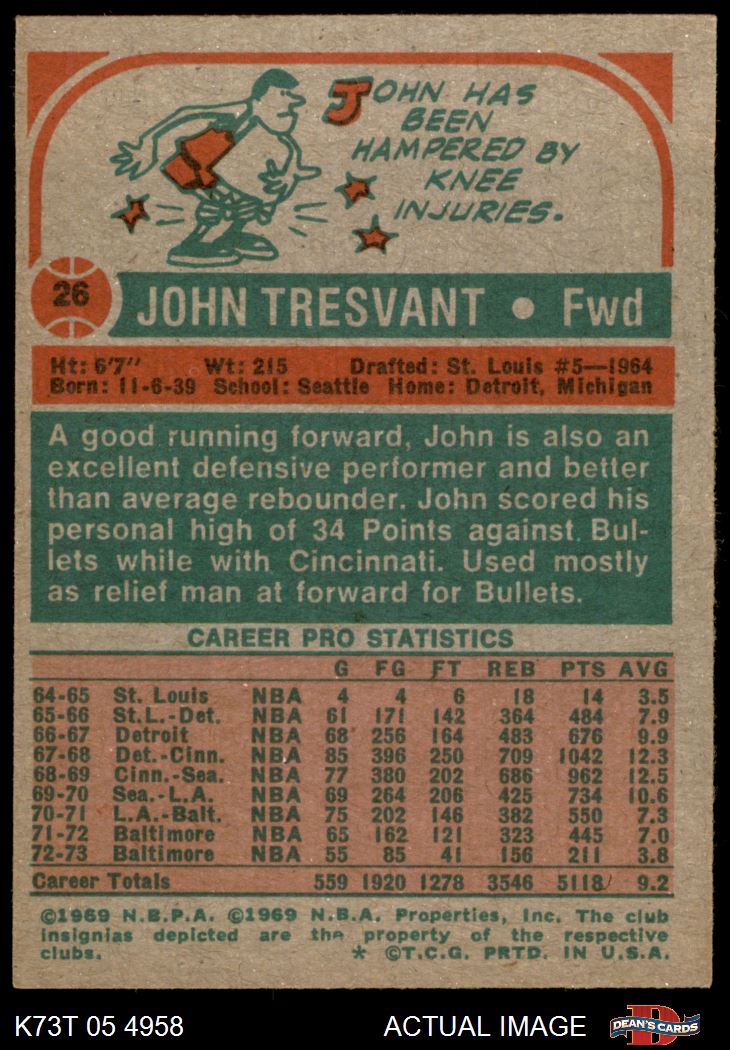 JOHN HAS
BEEN
HAMPERED BY
KNEE
INJURIES.
26
JOHN TRESVANT • Fwd
Ht: 6'7" Wt: 215 Drafted: St. Louis #5—1964
Born: 11-6-39 School: Seattle Home: Detroit, Michigan
A good running forward, John is also an
excellent defensive performer and better
than average rebounder. John scored his
personal high of 34 Points against Bul-
lets while with Cincinnati. Used mostly
as relief man at forward for Bullets.
CAREER PRO STATISTICS
G FG FT REB PTS AVG
64-65 St. Louis NBA 4 4 6 18 14 3.5
65-66 St.L.-Det. NBA 61 171 142 364 484 7.9
66-67 Detroit NBA 68 256 164 483 676 9.9
67-68 Det.-Cinn. NBA 85 396 250 709 1042 12.3
68-69 Cinn.-Sea. NBA 77 380 202 686 962 12.5
69-70 Sea.-L.A. NBA 69 264 206 425 734 10.6
70-71 L.A.-Balt. NBA 75 202 146 382 550 7.3
71-72 Baltimore NBA 65 162 121 323 445 7.0
72-73 Baltimore NBA 55 85 41 156 211 3.8
Career Totals 559 1920 1278 3546 5118 9.2
©1969 N.B.P.A. ©1969 N.B.A. Properties, Inc. The club
insignias depicted are the property of the respective
clubs. * ©T.C.G. PRTD. IN U.S.A.
K73T 05 4958 ACTUAL IMAGE D DEAN'S CARDS